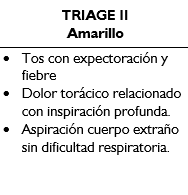 TRIAGE II
Amarillo
• Tos con expectoración y
fiebre
• Dolor torácico relacionado
con inspiración profunda.
• Aspiración cuerpo extraño
sin dificultad respiratoria.